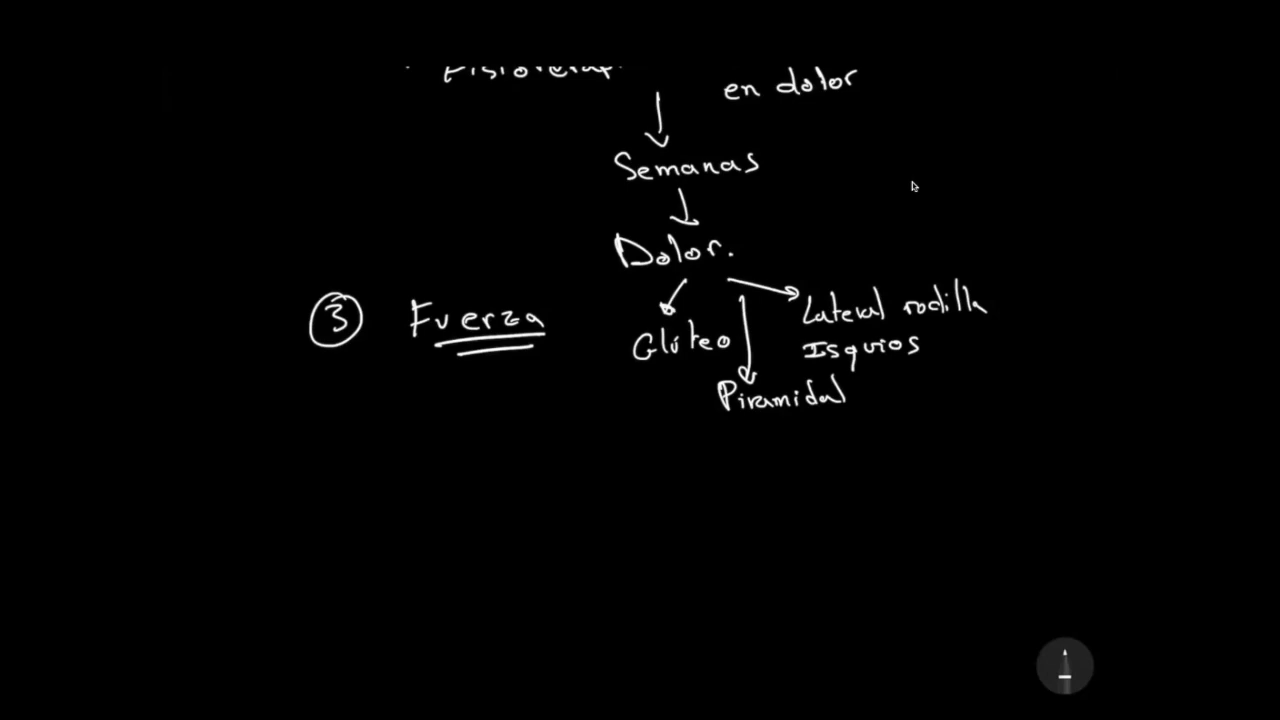 en dolor
Semanas
Dolor.
③ Fuerza
Glúteo
Lateral rodilla
Isquios
Piramidal